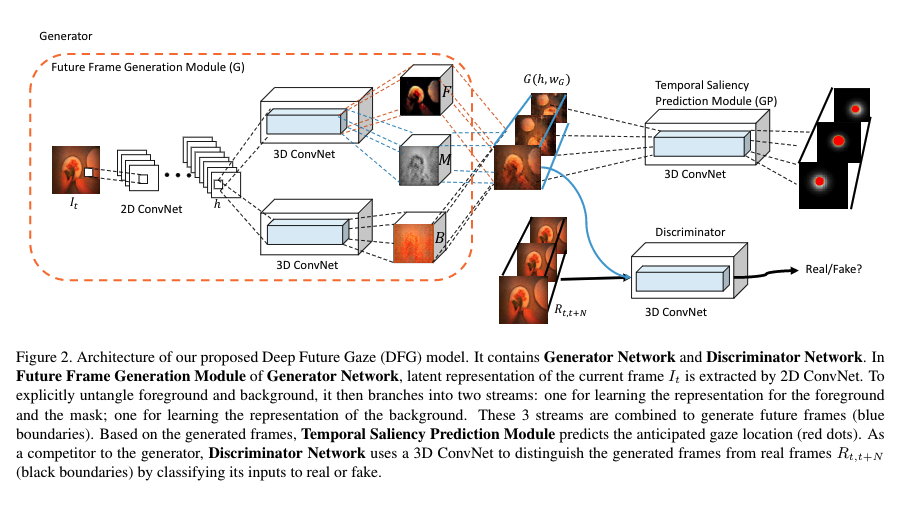 Generator
Future Frame Generation Module (G)
I_t
2D ConvNet
h
3D ConvNet
3D ConvNet
F
M
B
G(h, w_G)
Temporal Saliency
Prediction Module (GP)
3D ConvNet
R_{t,t+N}
Discriminator
3D ConvNet
Real/Fake?
Figure 2. Architecture of our proposed Deep Future Gaze (DFG) model. It contains Generator Network and Discriminator Network. In
Future Frame Generation Module of Generator Network, latent representation of the current frame I_t is extracted by 2D ConvNet. To
explicitly untangle foreground and background, it then branches into two streams: one for learning the representation for the foreground
and the mask; one for learning the representation of the background. These 3 streams are combined to generate future frames (blue
boundaries). Based on the generated frames, Temporal Saliency Prediction Module predicts the anticipated gaze location (red dots). As
a competitor to the generator, Discriminator Network uses a 3D ConvNet to distinguish the generated frames from real frames R_{t,t+N}
(black boundaries) by classifying its inputs to real or fake.